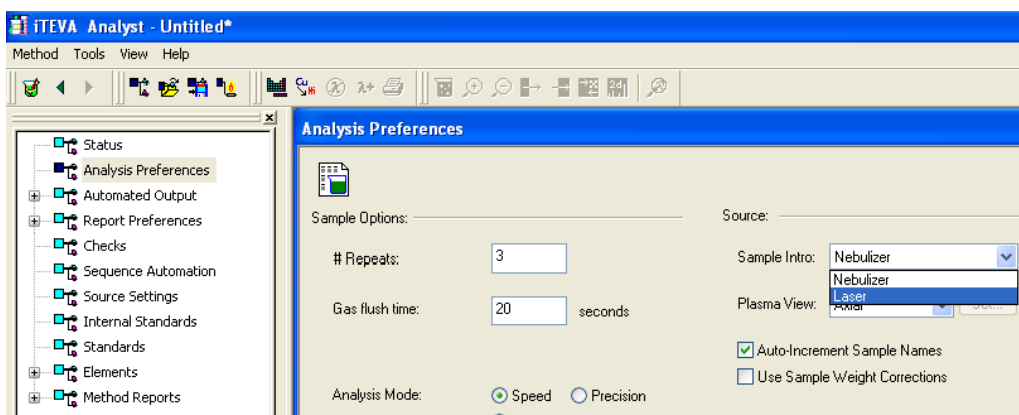 iTEVA Analyst - Untitled*
Method Tools View Help
Status
Analysis Preferences
Automated Output
Report Preferences
Checks
Sequence Automation
Source Settings
Internal Standards
Standards
Elements
Method Reports
Analysis Preferences
Sample Options:
# Repeats: 3
Gas flush time: 20 seconds
Analysis Mode: Speed Precision
Source:
Sample Intro: Nebulizer
Nebulizer
Laser
Plasma View: Axial
Auto-Increment Sample Names
Use Sample Weight Corrections